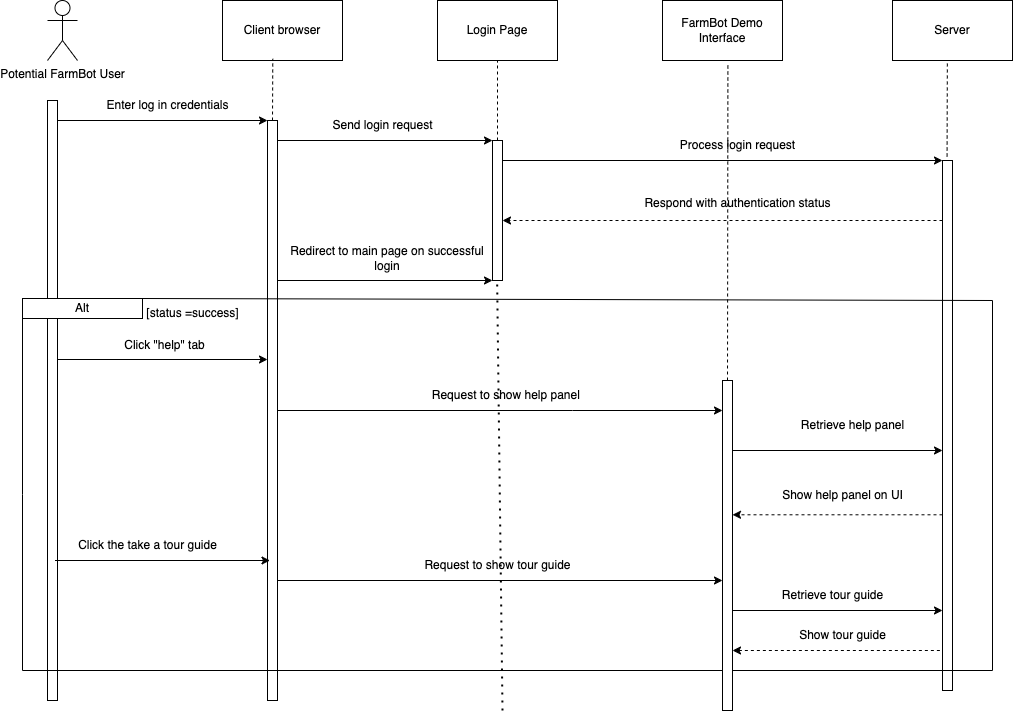 Potential FarmBot User
Client browser
Login Page
FarmBot Demo
Interface
Server
Enter log in credentials
Send login request
Process login request
Respond with authentication status
Redirect to main page on successful
login
Alt
[status =success]
Click "help" tab
Request to show help panel
Retrieve help panel
Show help panel on UI
Click the take a tour guide
Request to show tour guide
Retrieve tour guide
Show tour guide